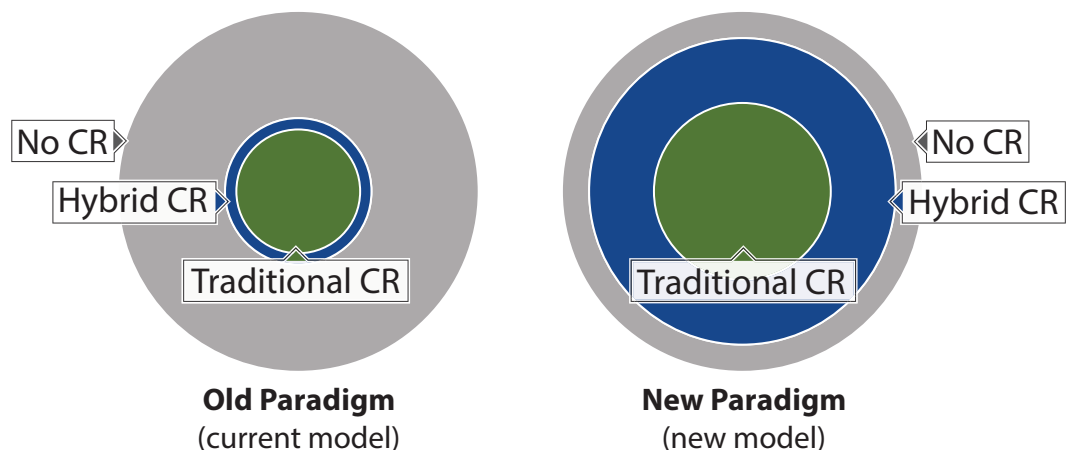 No CR
Hybrid CR
Traditional CR
Old Paradigm
(current model)
No CR
Hybrid CR
Traditional CR
New Paradigm
(new model)